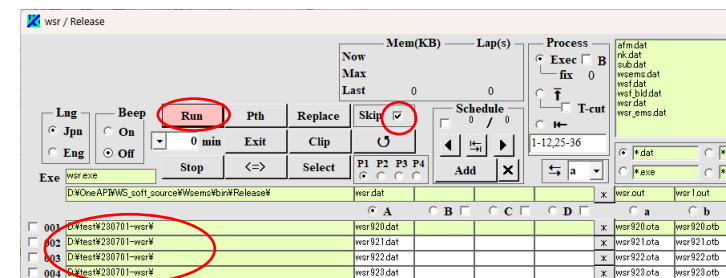 wsr / Release
Mem(KB) Lap(s) Process
Now
Max
Last 0 0
Exec B
fix 0
T-cut
1-12,25-36
afm.dat
nk.dat
sub.dat
wsems.dat
wsf.dat
wsf_bld.dat
wsr.dat
wsr_ems.dat
Lng Beep
Jpn On
Eng Off
Run Pth Replace Skip
0 min Exit Clip ↺
Stop <=> Select P1 P2 P3 P4
Schedule
0 / 0
Add X
a
*.dat
*.exe
Exe wsr.exe
D:¥OneAPI¥WS_soft_source¥Wsems¥bin¥Release¥ wsr.dat x wsr.out wsr1.out
A B C D a b
001 D:¥test¥230701-wsr¥ wsr920.dat x wsr920.ota wsr920.otb
002 D:¥test¥230701-wsr¥ wsr921.dat x wsr921.ota wsr921.otb
003 D:¥test¥230701-wsr¥ wsr922.dat x wsr922.ota wsr922.otb
004 D:¥test¥230701-wsr¥ wsr923.dat x wsr923.ota wsr923.otb